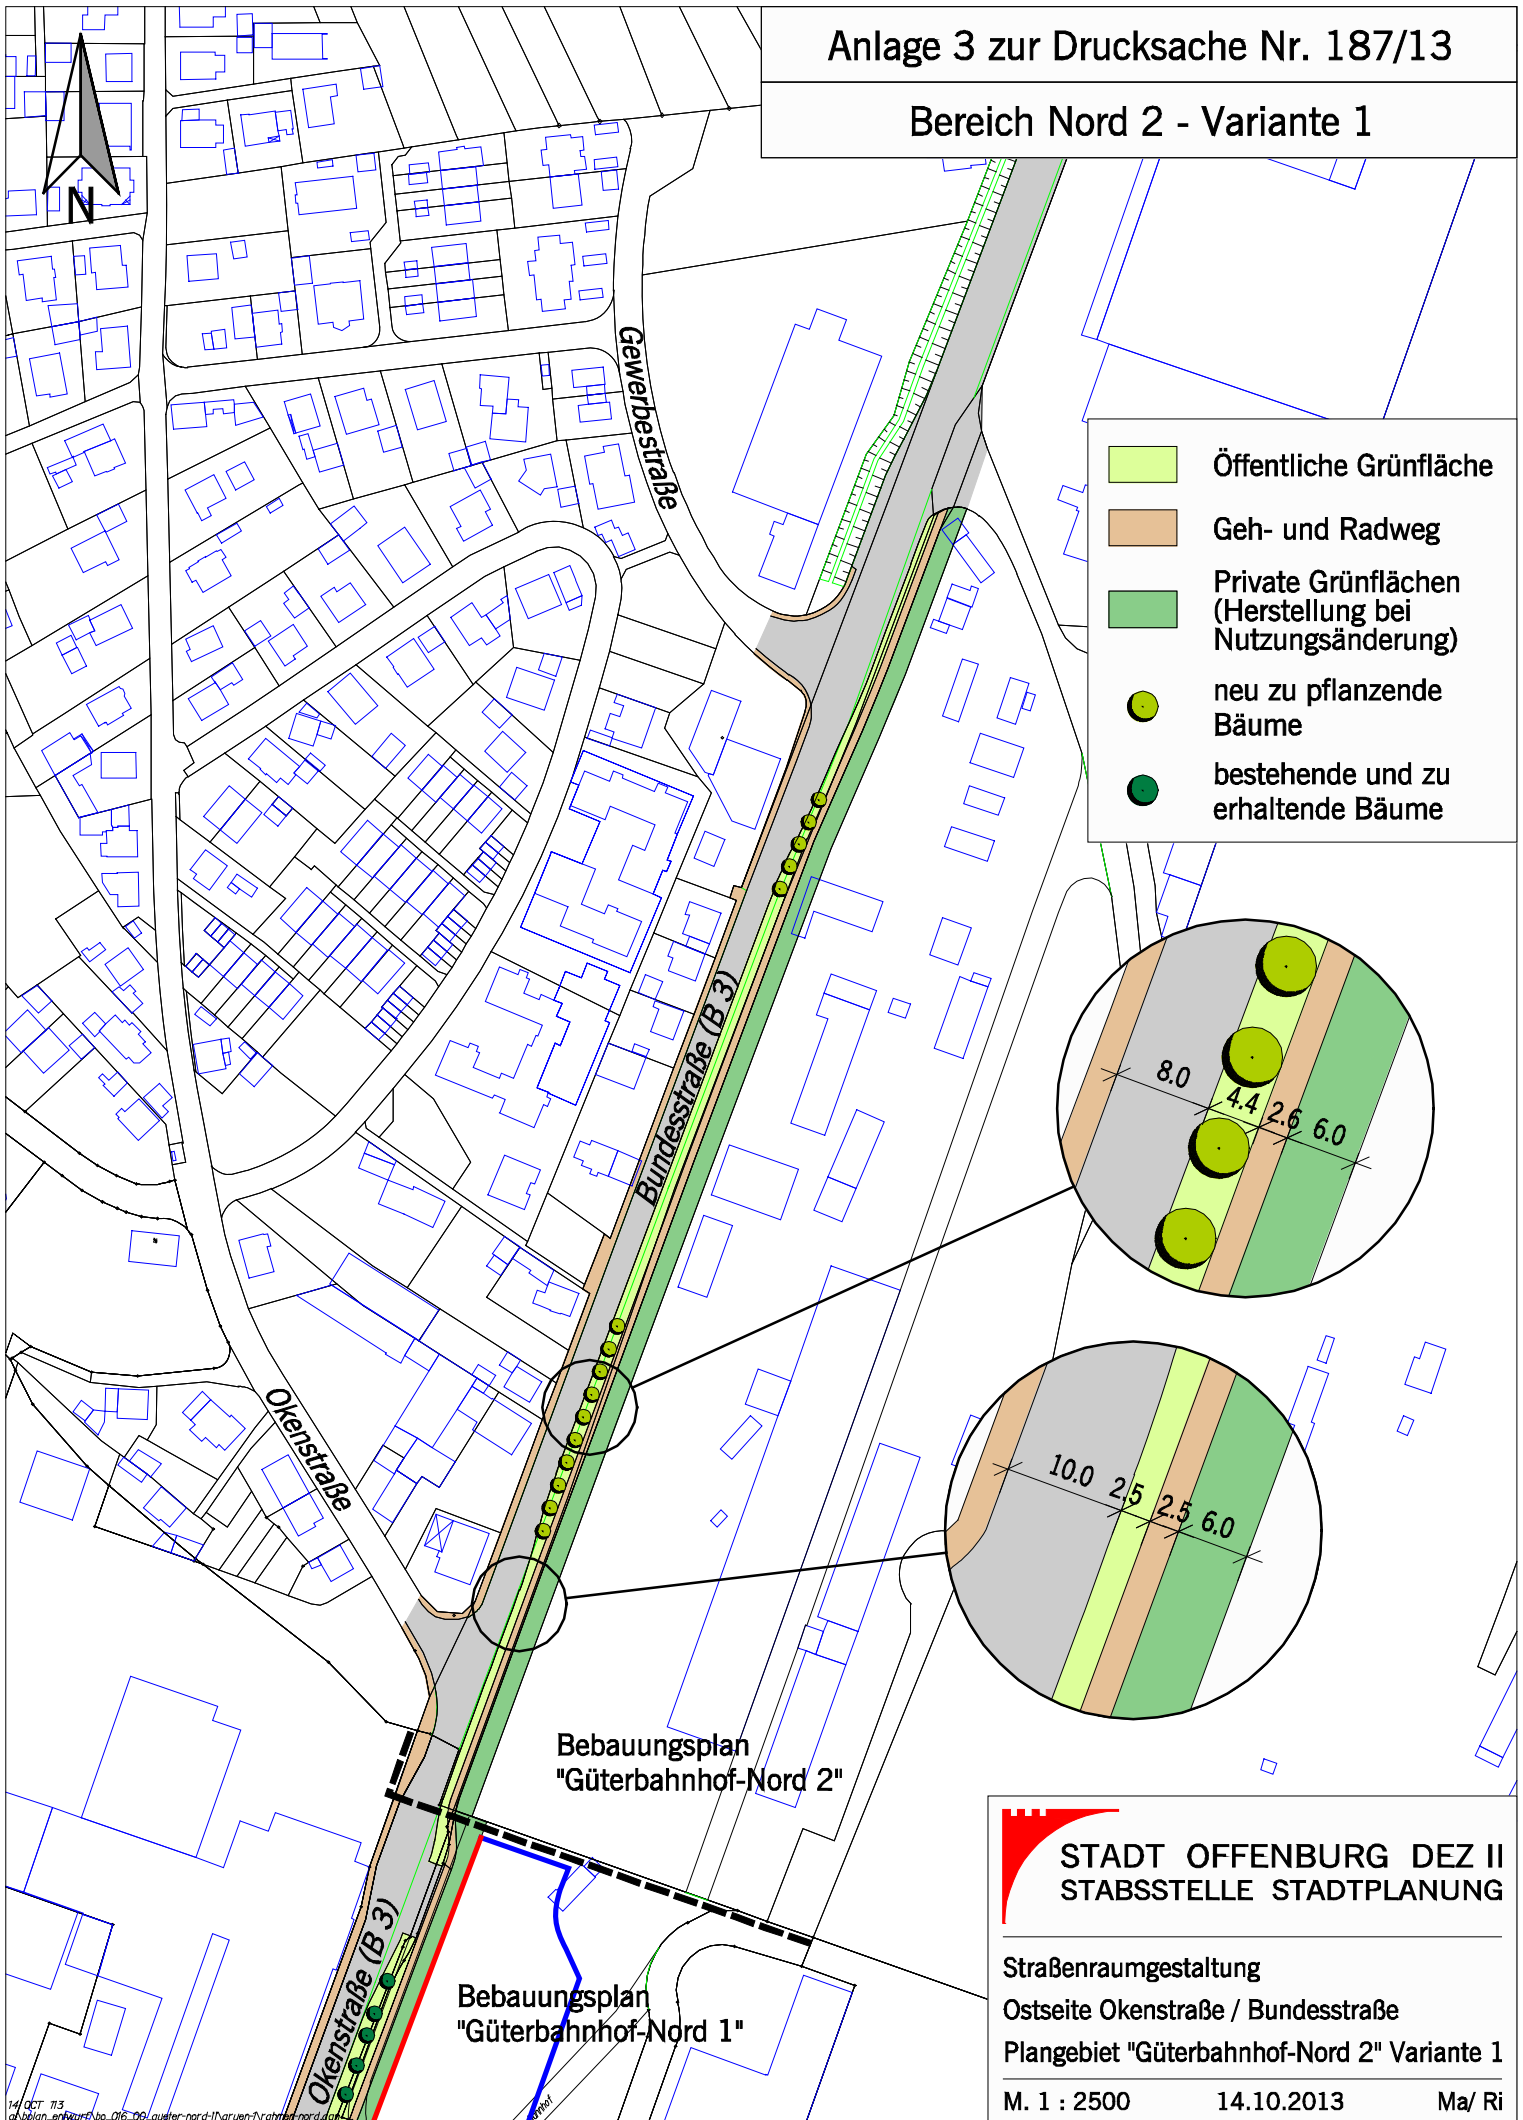 Anlage 3 zur Drucksache Nr. 187/13
Bereich Nord 2 - Variante 1
N
Gewerbestraße
Öffentliche Grünfläche
Geh- und Radweg
Private Grünflächen
(Herstellung bei
Nutzungsänderung)
neu zu pflanzende
Bäume
bestehende und zu
erhaltende Bäume
Bundesstraße (B 3)
8.0 4.4 2.6 6.0
Okenstraße
10.0 2.5 2.5 6.0
Bebauungsplan
"Güterbahnhof-Nord 2"
Okenstraße (B 3)
Bebauungsplan
"Güterbahnhof-Nord 1"
STADT OFFENBURG DEZ II
STABSSTELLE STADTPLANUNG
Straßenraumgestaltung
Ostseite Okenstraße / Bundesstraße
Plangebiet "Güterbahnhof-Nord 2" Variante 1
M. 1 : 2500 14.10.2013 Ma/ Ri
14-OCT 113